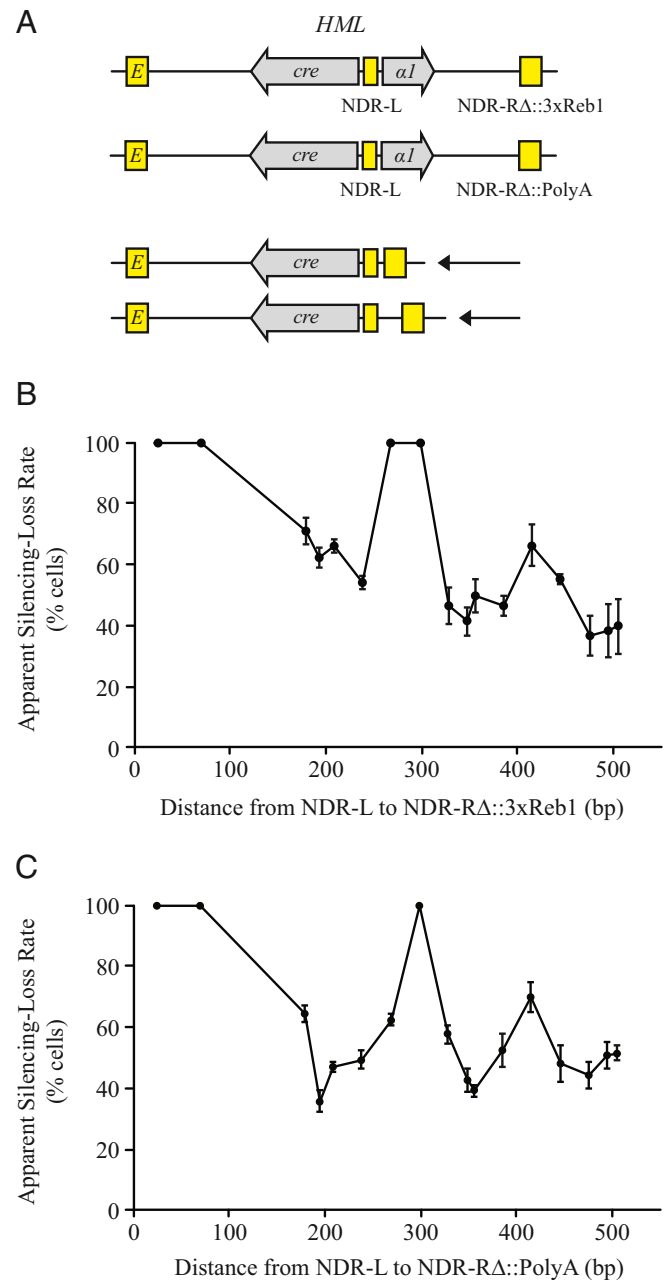 A
HML
E cre α1
NDR-L NDR-RΔ::3xReb1
E cre α1
NDR-L NDR-RΔ::PolyA
E cre
E cre
B
Apparent Silencing-Loss Rate
(% cells)
100
80
60
40
20
0
0 100 200 300 400 500
Distance from NDR-L to NDR-RΔ::3xReb1 (bp)
C
Apparent Silencing-Loss Rate
(% cells)
100
80
60
40
20
0
0 100 200 300 400 500
Distance from NDR-L to NDR-RΔ::PolyA (bp)